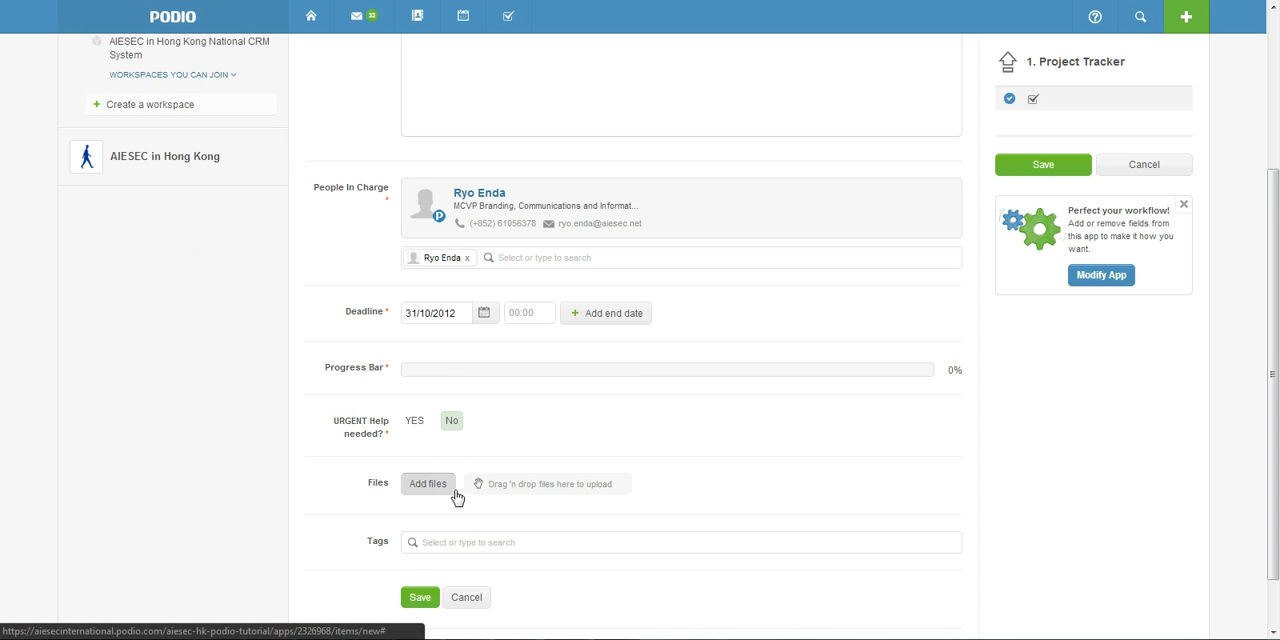 PODIO
33
AIESEC in Hong Kong National CRM
System
WORKSPACES YOU CAN JOIN
+ Create a workspace
AIESEC in Hong Kong
People In Charge
*
Ryo Enda
MCVP Branding, Communications and Informat...
(+852) 61056378
ryo.enda@aiesec.net
Ryo Enda x
Select or type to search
Deadline *
31/10/2012
00:00
+ Add end date
Progress Bar *
0%
URGENT Help
needed? *
YES
No
Files
Add files
Drag 'n drop files here to upload
Tags
Select or type to search
Save
Cancel
1. Project Tracker
Save
Cancel
Perfect your workflow!
Add or remove fields from
this app to make it how you
want.
Modify App
https://aiesecinternational.podio.com/aiesec-hk-podio-tutorial/apps/2326968/items/new#